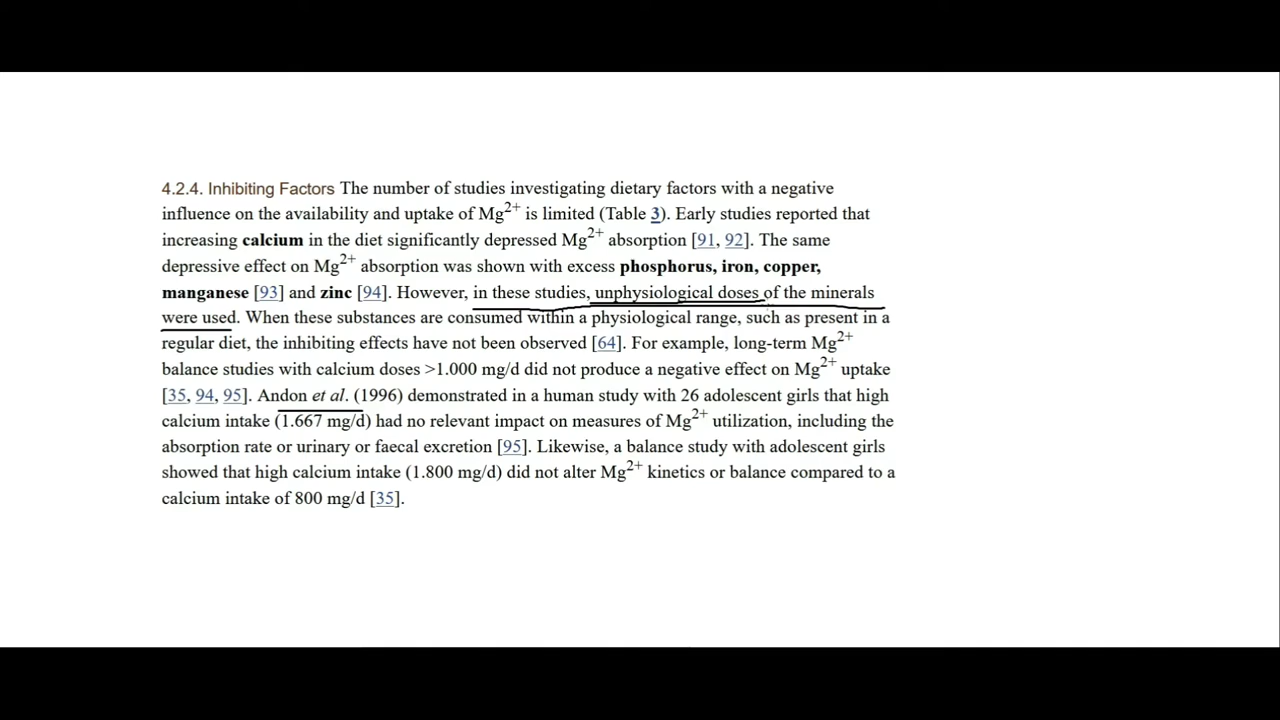 4.2.4. Inhibiting Factors The number of studies investigating dietary factors with a negative
influence on the availability and uptake of Mg2+ is limited (Table 3). Early studies reported that
increasing calcium in the diet significantly depressed Mg2+ absorption [91, 92]. The same
depressive effect on Mg2+ absorption was shown with excess phosphorus, iron, copper,
manganese [93] and zinc [94]. However, in these studies, unphysiological doses of the minerals
were used. When these substances are consumed within a physiological range, such as present in a
regular diet, the inhibiting effects have not been observed [64]. For example, long-term Mg2+
balance studies with calcium doses >1.000 mg/d did not produce a negative effect on Mg2+ uptake
[35, 94, 95]. Andon et al. (1996) demonstrated in a human study with 26 adolescent girls that high
calcium intake (1.667 mg/d) had no relevant impact on measures of Mg2+ utilization, including the
absorption rate or urinary or faecal excretion [95]. Likewise, a balance study with adolescent girls
showed that high calcium intake (1.800 mg/d) did not alter Mg2+ kinetics or balance compared to a
calcium intake of 800 mg/d [35].